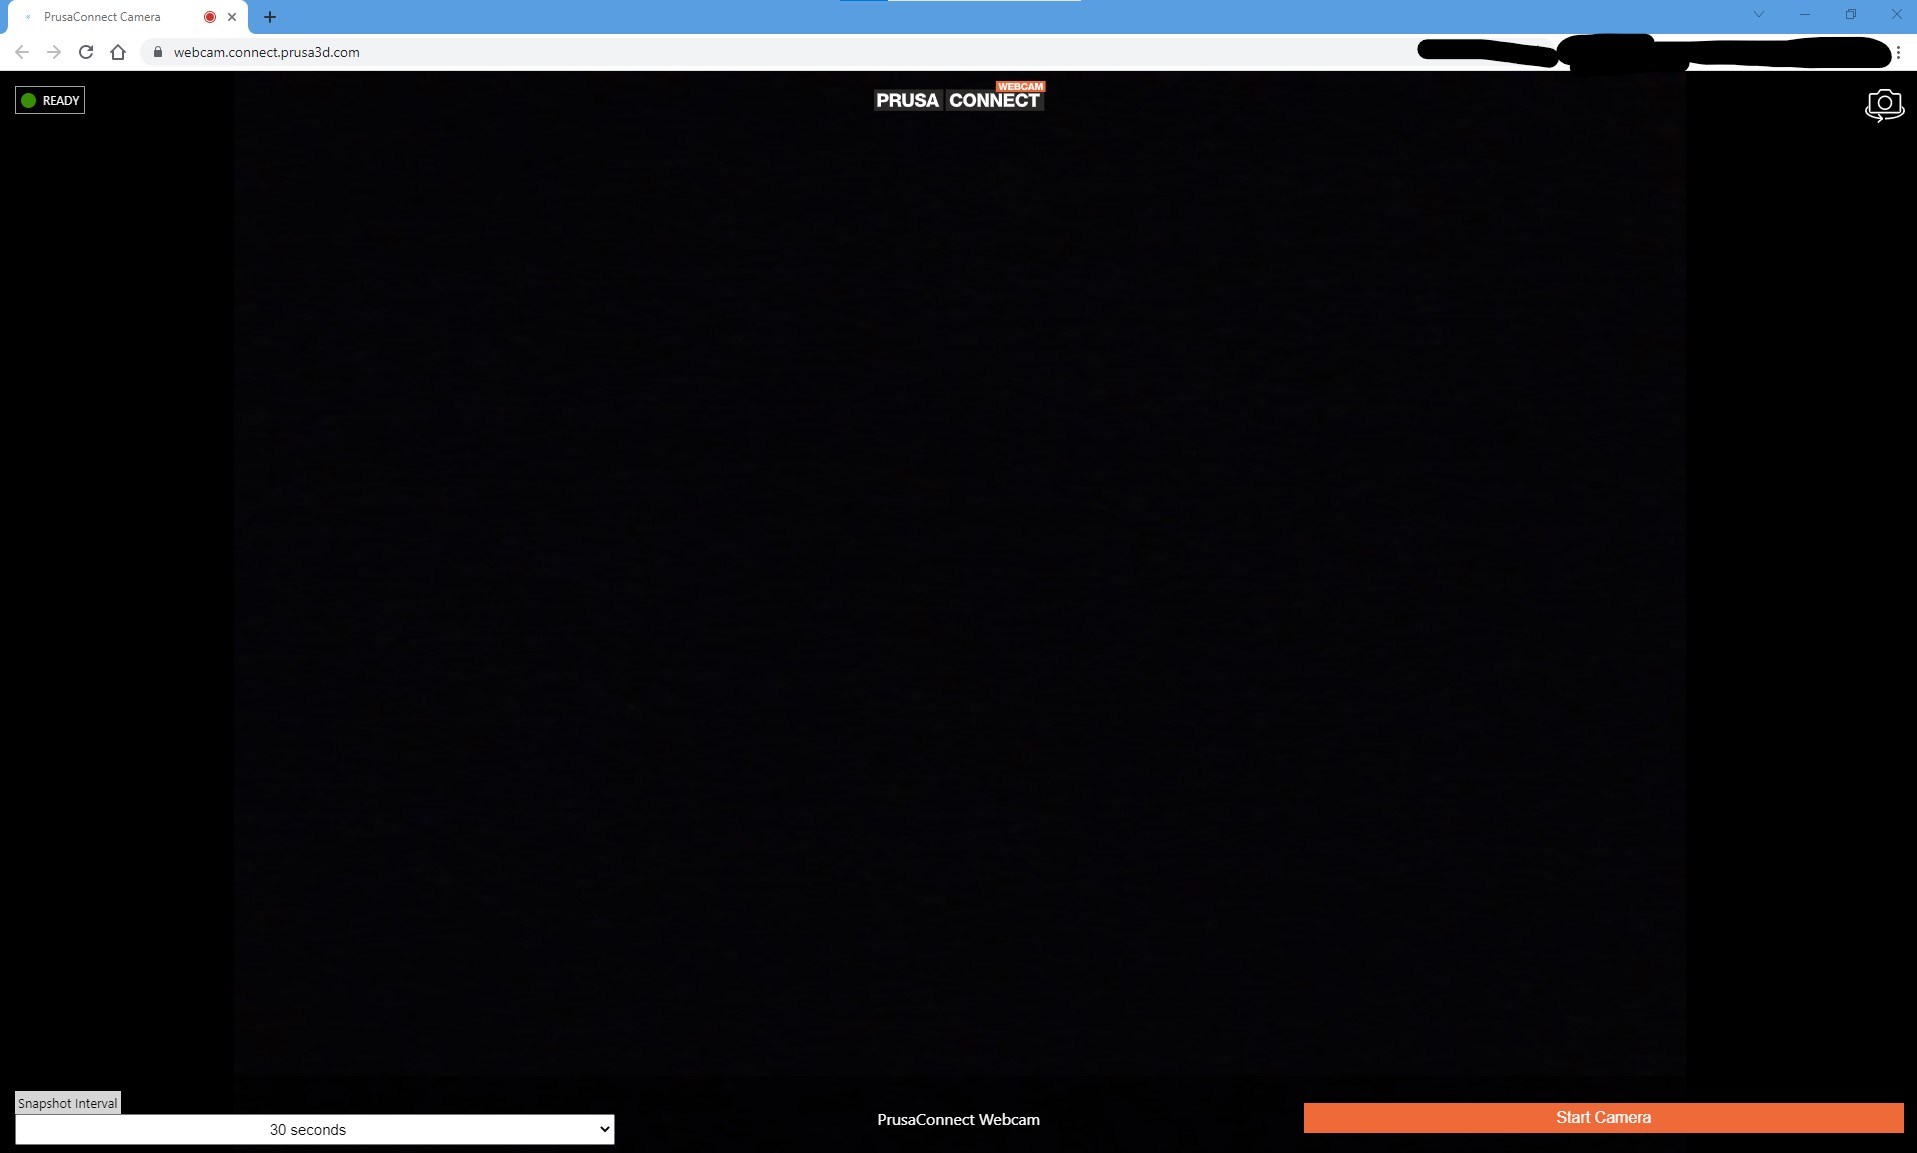 PrusaConnect Camera
webcam.connect.prusa3d.com
READY
WEBCAM
PRUSA CONNECT
Snapshot Interval
30 seconds
PrusaConnect Webcam
Start Camera